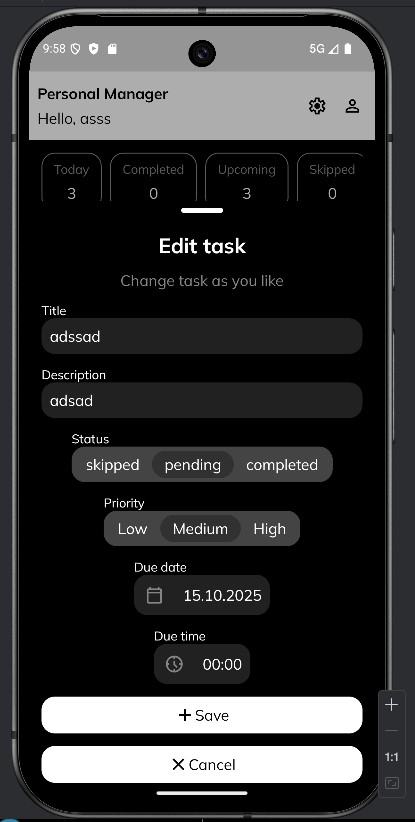 9:58 5G
Personal Manager
Hello, asss
Today Completed Upcoming Skipped
3 0 3 0
Edit task
Change task as you like
Title
adssad
Description
adsad
Status
skipped pending completed
Priority
Low Medium High
Due date
15.10.2025
Due time
00:00
+ Save
1:1
× Cancel